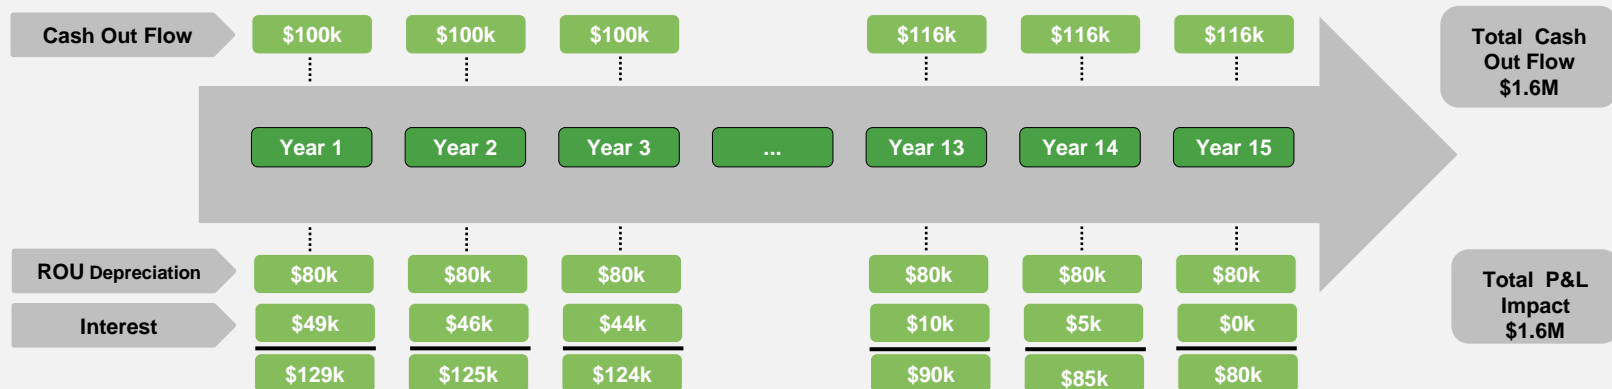 Cash Out Flow $100k $100k $100k $116k $116k $116k
Total Cash
Out Flow
$1.6M
Year 1 Year 2 Year 3 ... Year 13 Year 14 Year 15
ROU Depreciation $80k $80k $80k $80k $80k $80k
Interest $49k $46k $44k $10k $5k $0k
$129k $125k $124k $90k $85k $80k
Total P&L
Impact
$1.6M